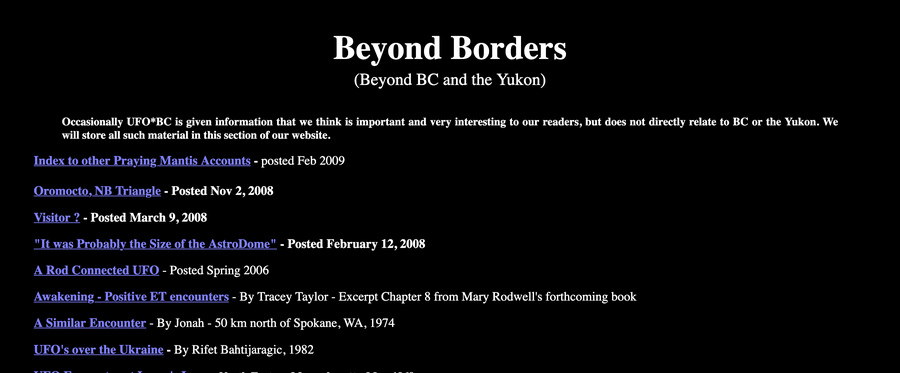 Beyond Borders
(Beyond BC and the Yukon)
Occasionally UFO*BC is given information that we think is important and very interesting to our readers, but does not directly relate to BC or the Yukon. We
will store all such material in this section of our website.
Index to other Praying Mantis Accounts - posted Feb 2009
Oromocto, NB Triangle - Posted Nov 2, 2008
Visitor ? - Posted March 9, 2008
"It was Probably the Size of the AstroDome" - Posted February 12, 2008
A Rod Connected UFO - Posted Spring 2006
Awakening - Positive ET encounters - By Tracey Taylor - Excerpt Chapter 8 from Mary Rodwell's forthcoming book
A Similar Encounter - By Jonah - 50 km north of Spokane, WA, 1974
UFO's over the Ukraine - By Rifet Bahtijaragic, 1982